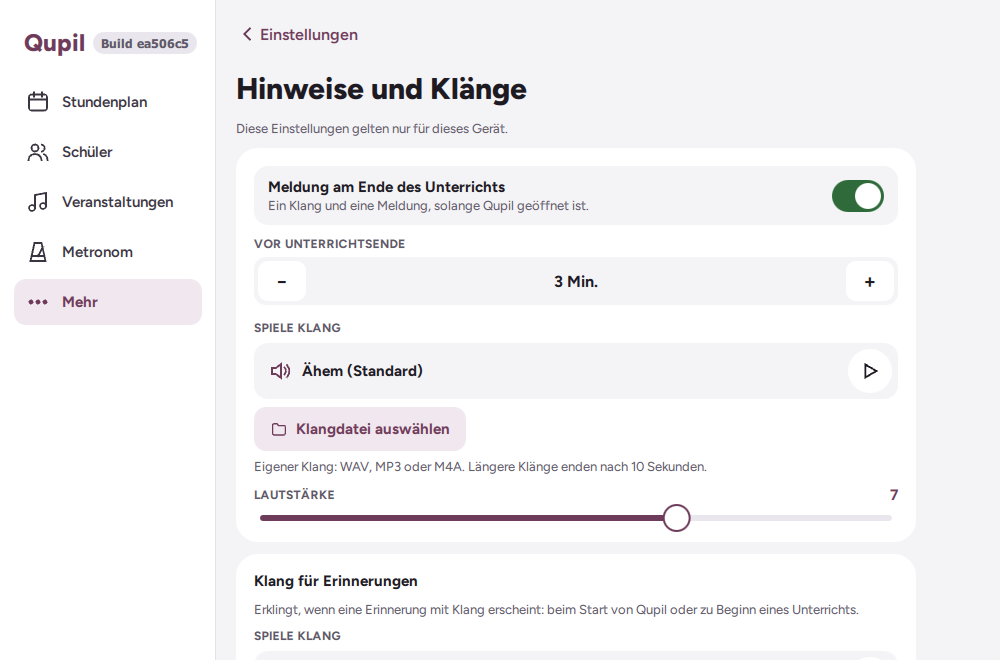 Qupil
Build ea506c5
Stundenplan
Schüler
Veranstaltungen
Metronom
Mehr
Einstellungen
Hinweise und Klänge
Diese Einstellungen gelten nur für dieses Gerät.
Meldung am Ende des Unterrichts
Ein Klang und eine Meldung, solange Qupil geöffnet ist.
VOR UNTERRICHTSENDE
− 3 Min. +
SPIELE KLANG
Ähem (Standard)
Klangdatei auswählen
Eigener Klang: WAV, MP3 oder M4A. Längere Klänge enden nach 10 Sekunden.
LAUTSTÄRKE 7
Klang für Erinnerungen
Erklingt, wenn eine Erinnerung mit Klang erscheint: beim Start von Qupil oder zu Beginn eines Unterrichts.
SPIELE KLANG